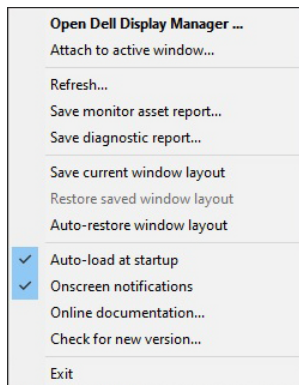 Open Dell Display Manager ...
Attach to active window...
Refresh...
Save monitor asset report...
Save diagnostic report...
Save current window layout
Restore saved window layout
Auto-restore window layout
Auto-load at startup
Onscreen notifications
Online documentation...
Check for new version...
Exit